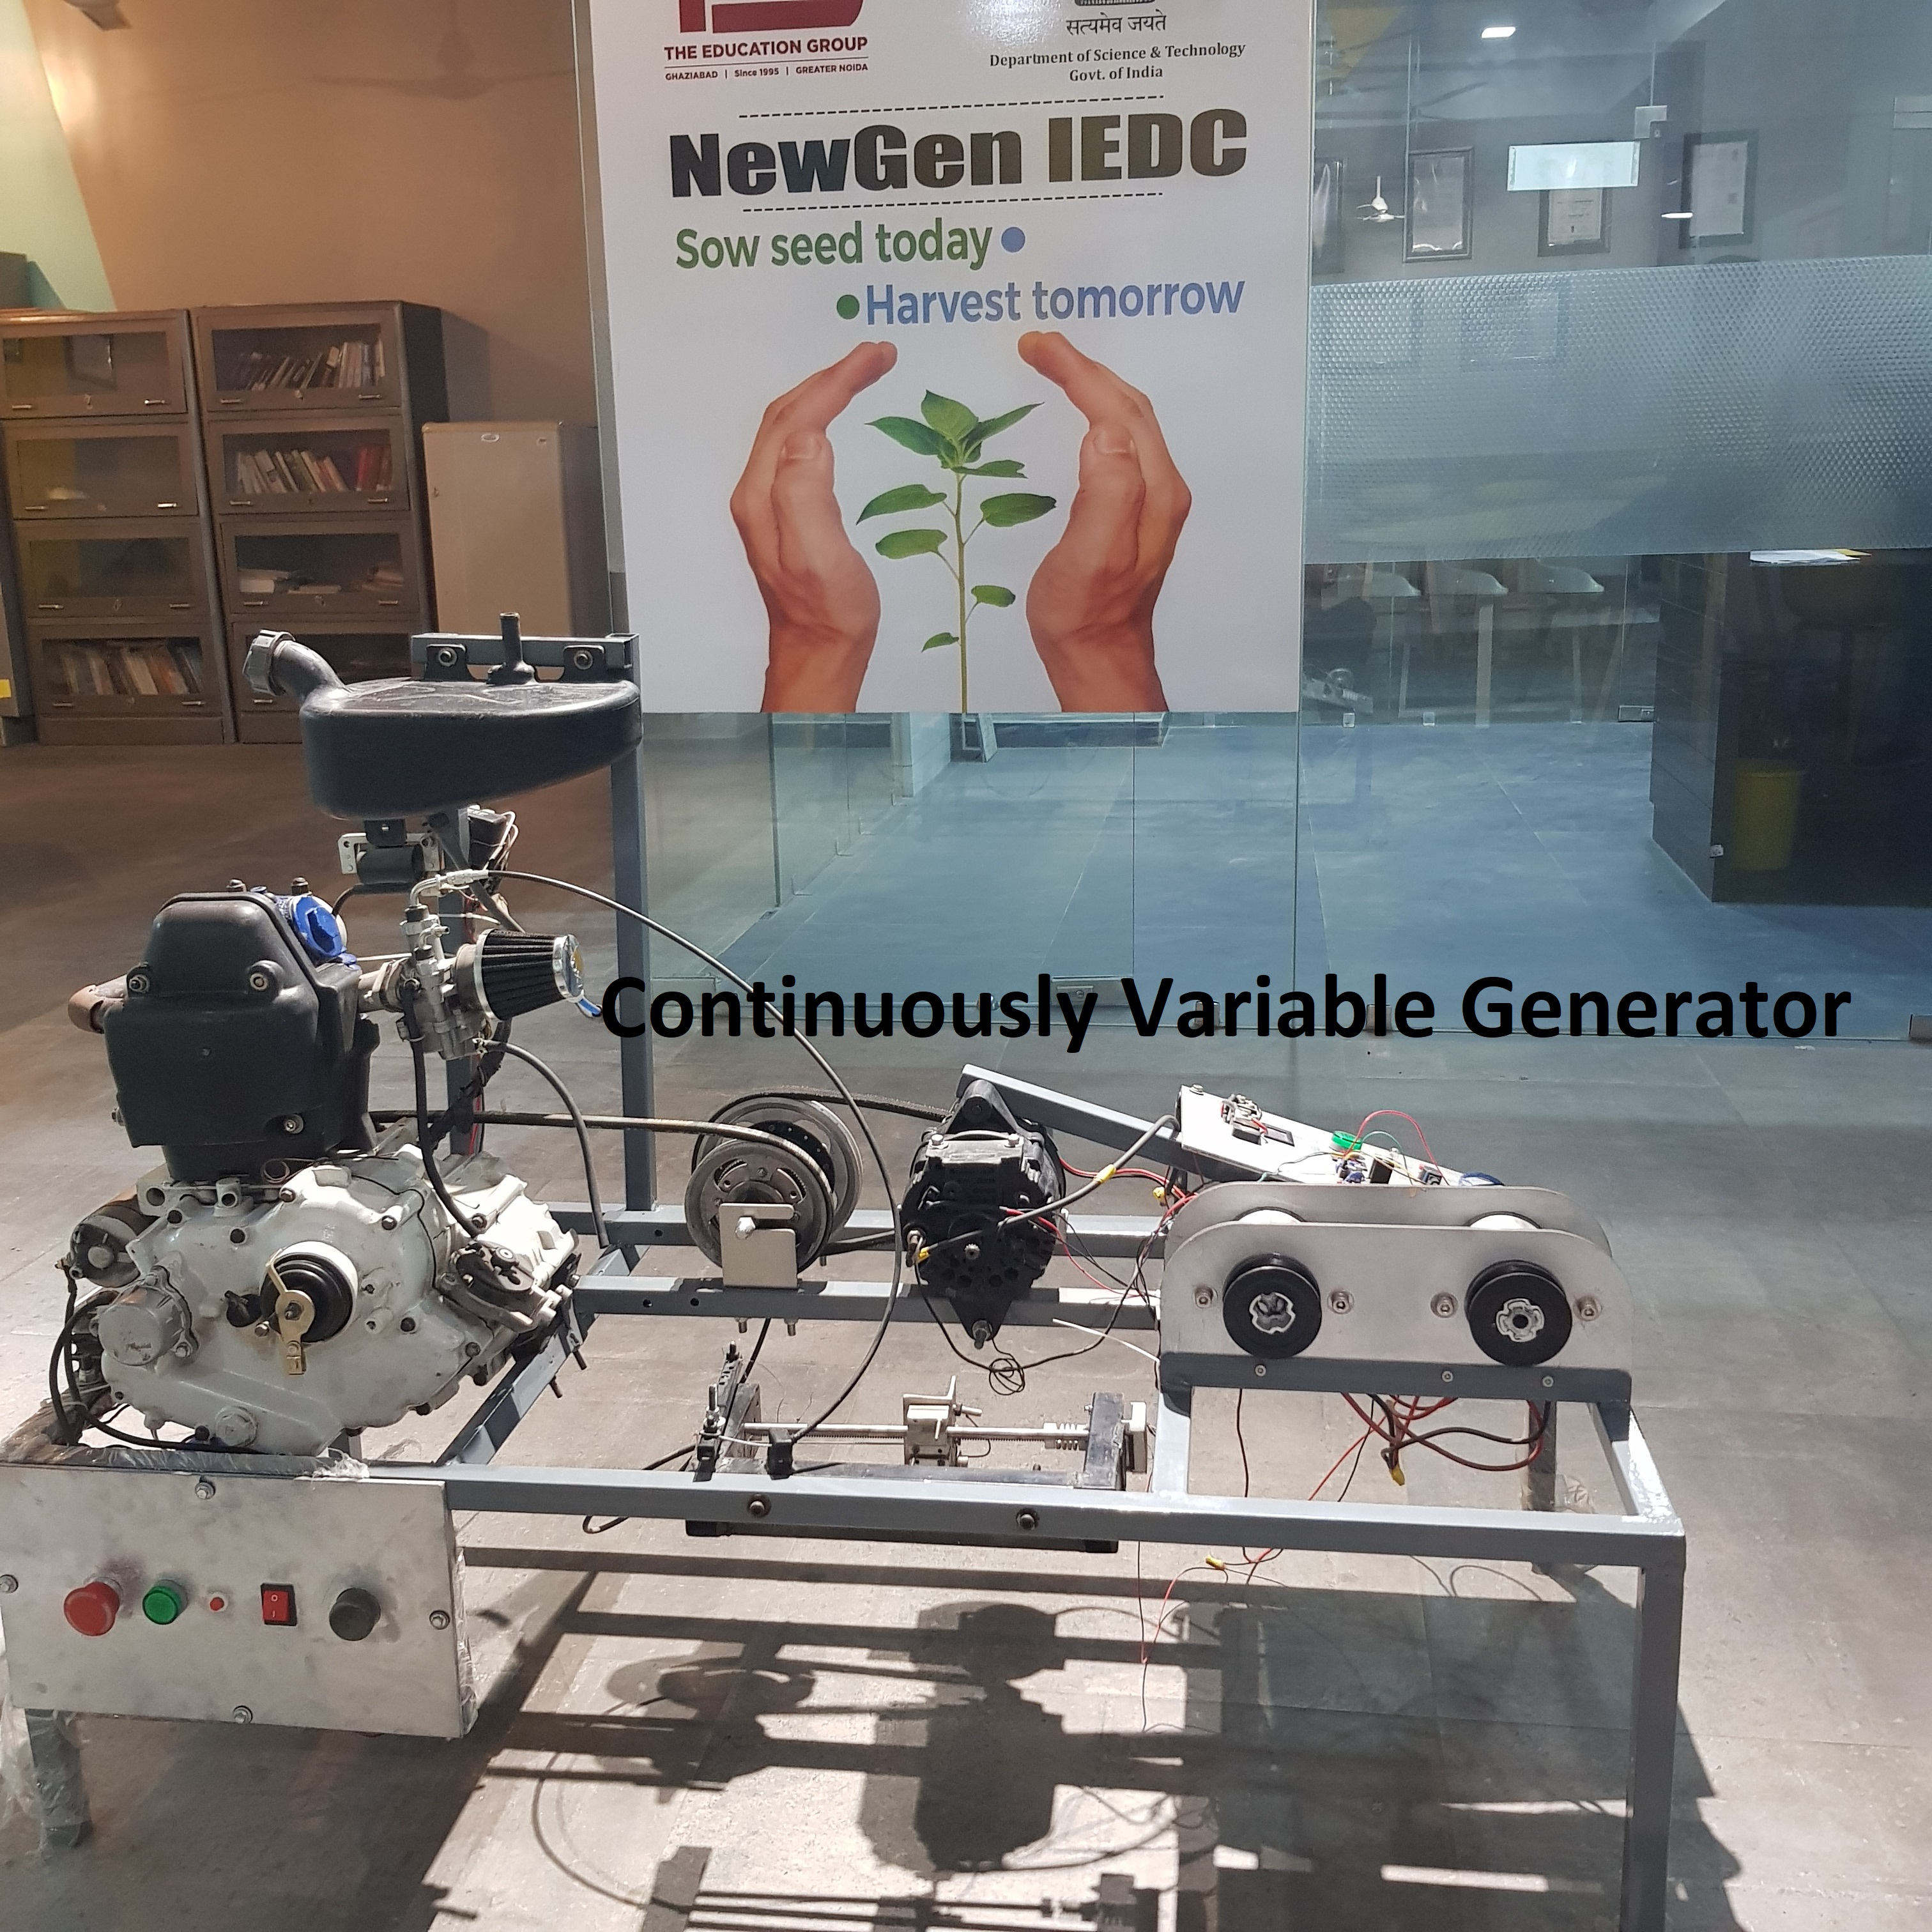 THE EDUCATION GROUP
GHAZIABAD | Since 1995 | GREATER NOIDA
सत्यमेव जयते
Department of Science & Technology
Govt. of India
NewGen IEDC
Sow seed today
Harvest tomorrow
Continuously Variable Generator